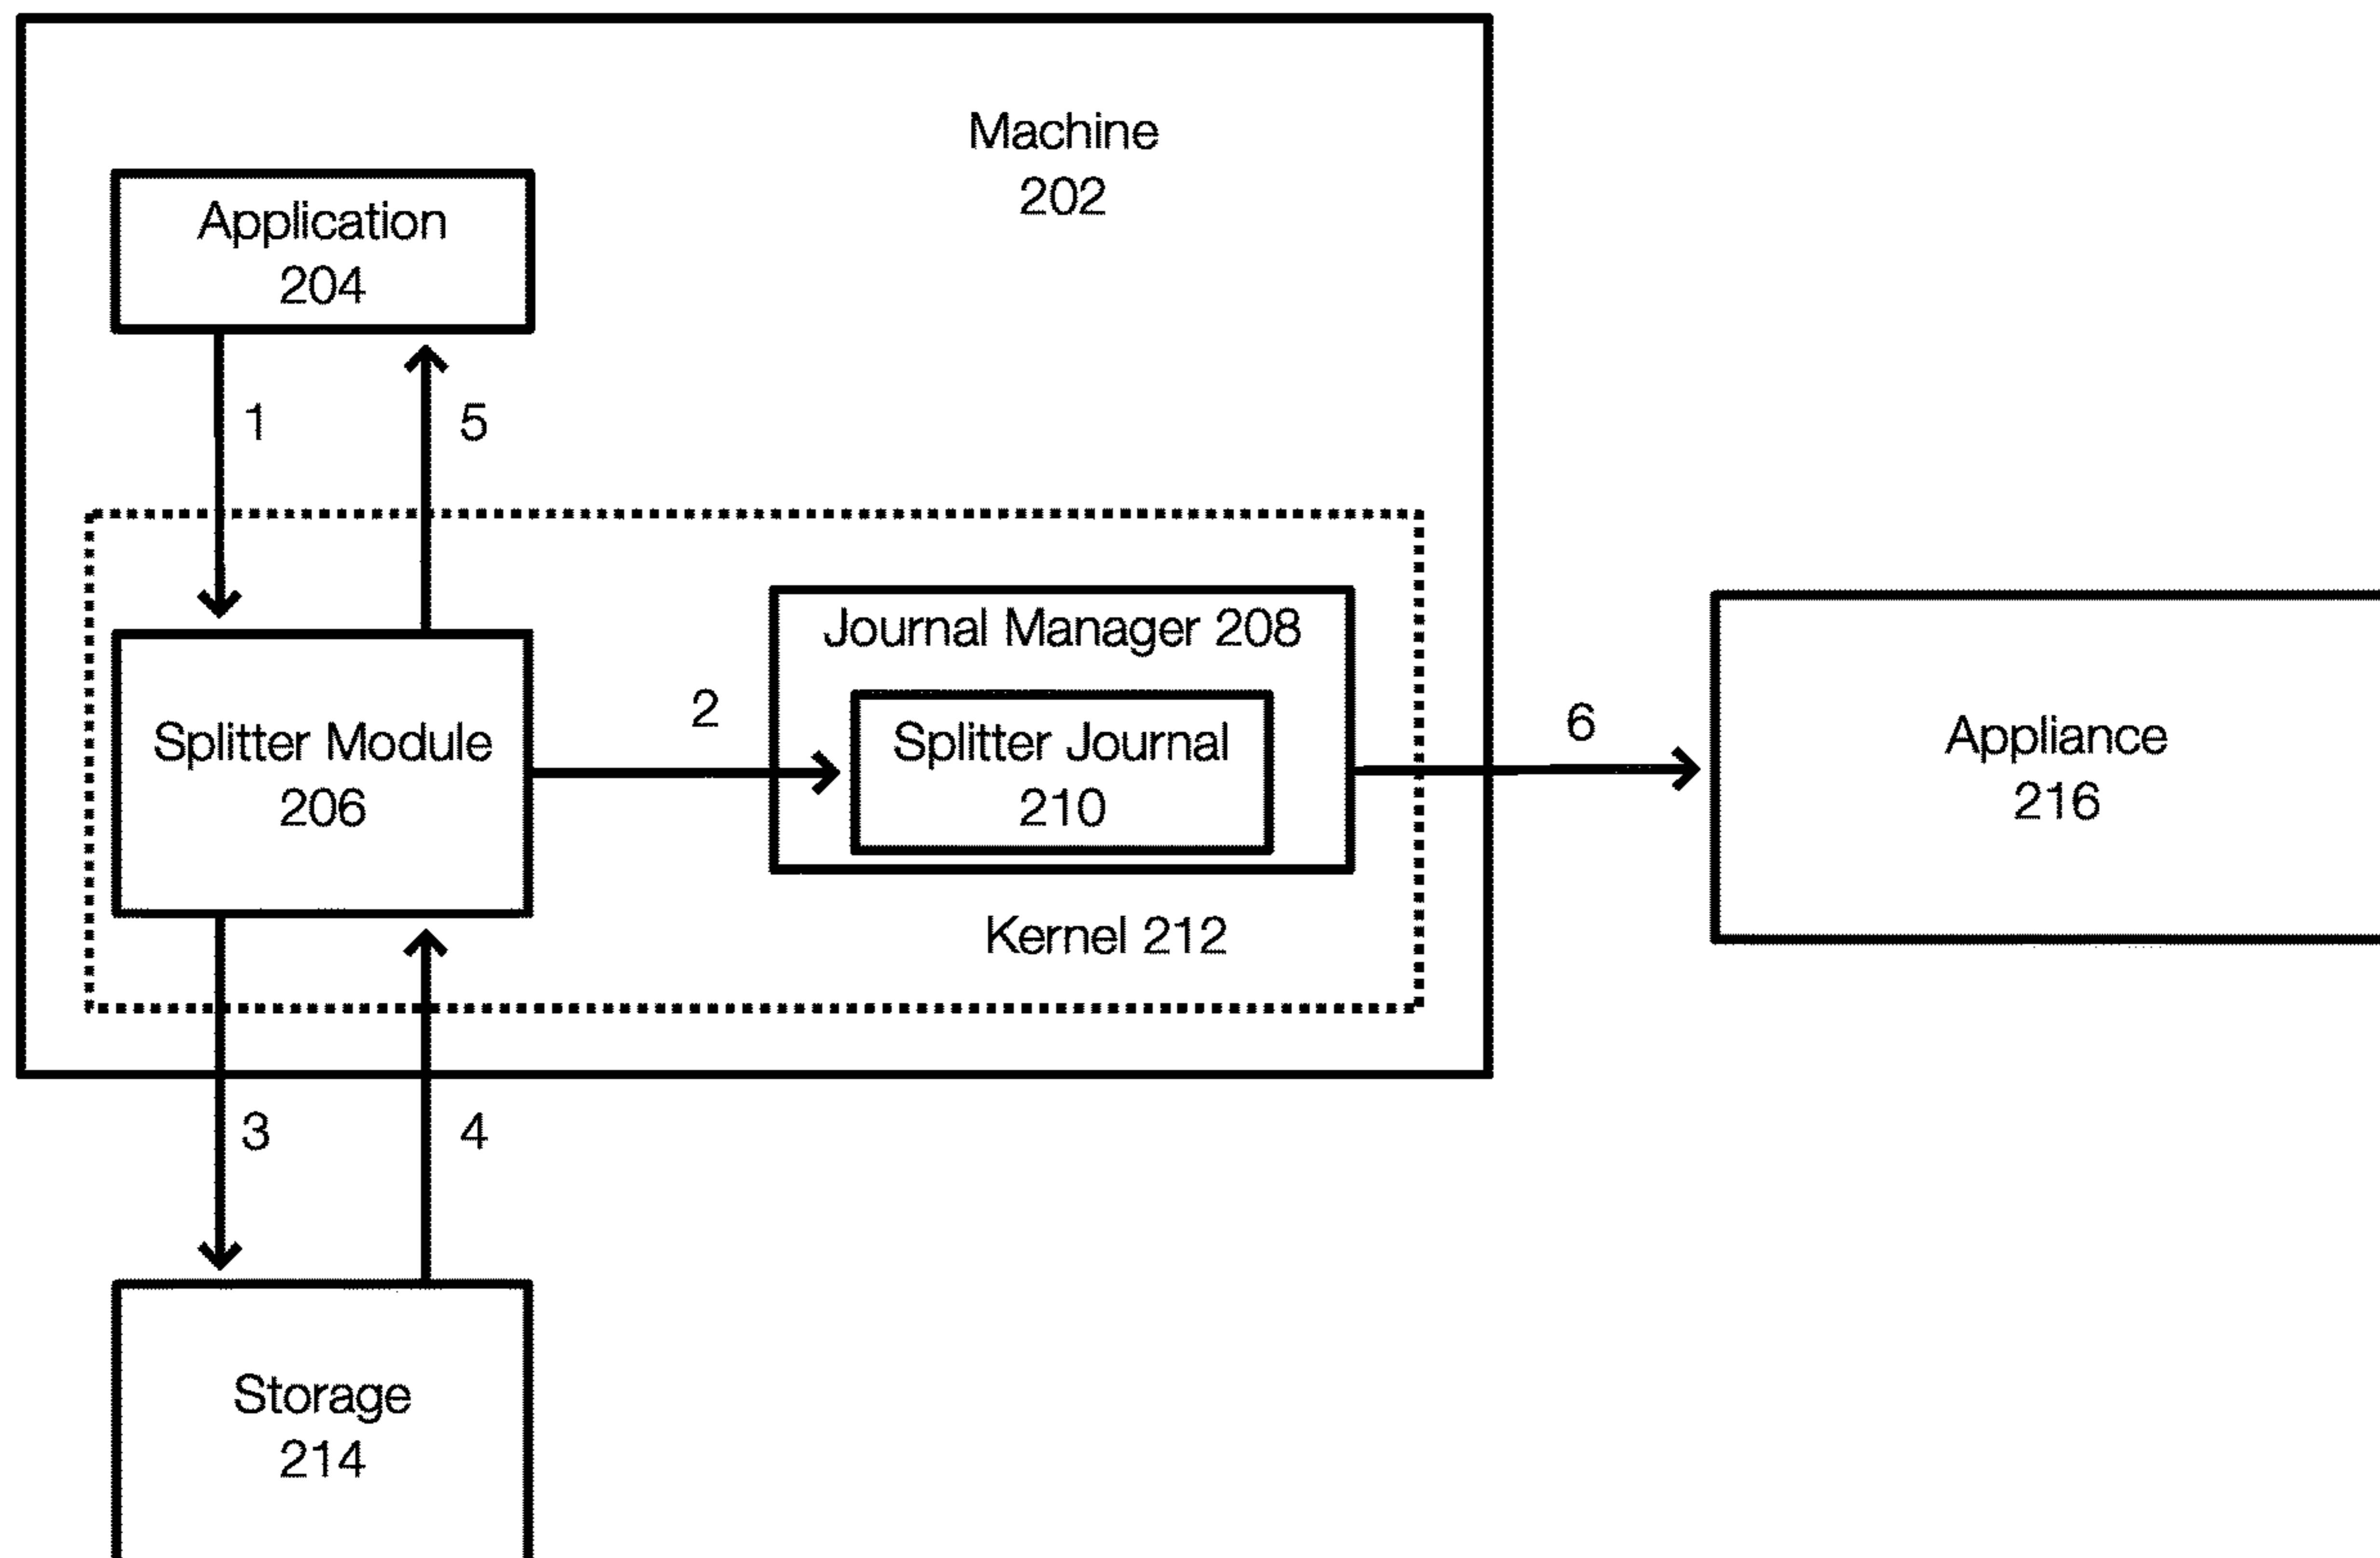 Machine
202
Application
204
1
5
Journal Manager 208
Splitter Module
206
2
Splitter Journal
210
6
Appliance
216
Kernel 212
3
4
Storage
214